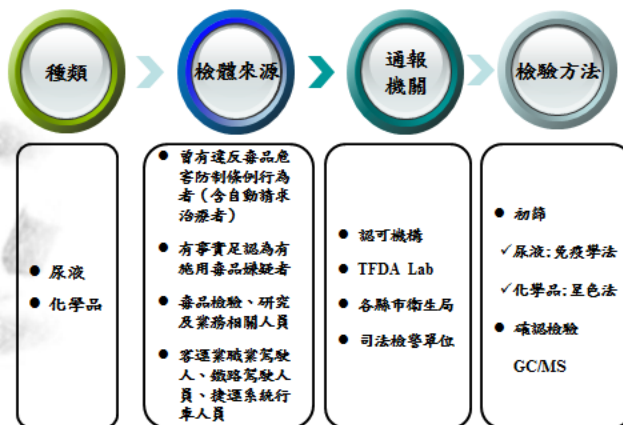 種類
檢體來源
通報
機關
檢驗方法
● 尿液
● 化學品
● 曾有違反毒品危
害防制條例行為
者（含自動請求
治療者）
● 有事實足認為有
施用毒品嫌疑者
● 毒品檢驗、研究
及業務相關人員
● 客運業職業駕駛
人、鐵路駕駛人
員、捷運系統行
車人員
● 認可機構
● TFDA Lab
● 各縣市衛生局
● 司法檢警單位
● 初節
✓尿液:免疫學法
✓化學品:呈色法
● 確認檢驗
GC/MS